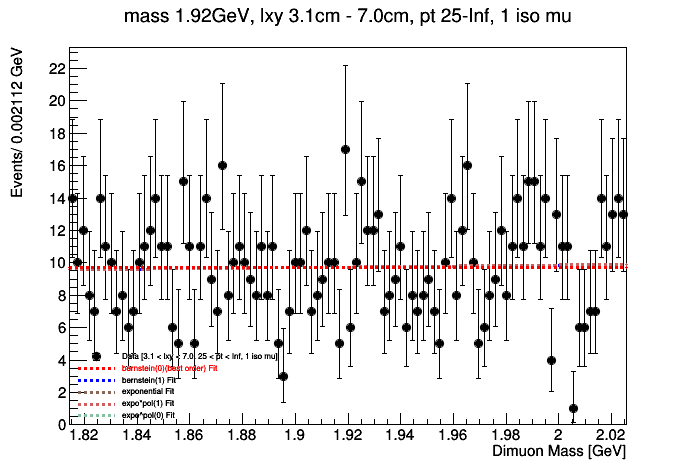 mass 1.92GeV, lxy 3.1cm - 7.0cm, pt 25-Inf, 1 iso mu
Events/ 0.002112 GeV
22
20
18
16
14
12
10
8
6
4
2
0
Data [3.1 < lxy < 7.0, 25 < pt < Inf, 1 iso mu]
bernstein(0)(best order) Fit
bernstein(1) Fit
exponential Fit
expo*pol(1) Fit
expo*pol(0) Fit
1.82 1.84 1.86 1.88 1.9 1.92 1.94 1.96 1.98 2 2.02
Dimuon Mass [GeV]